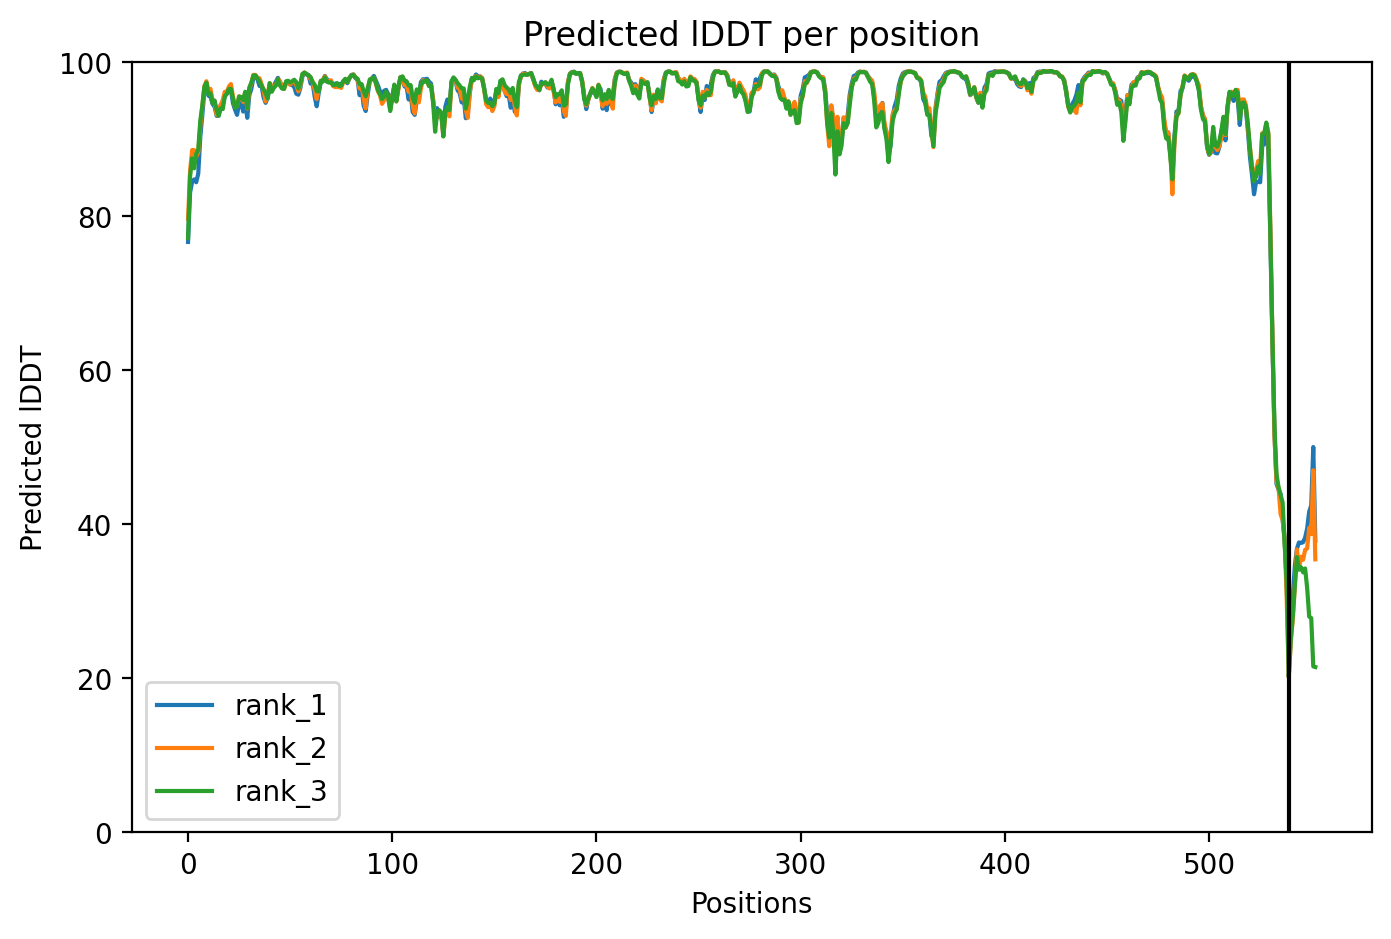 Predicted lDDT per position
100
80
60
40
20
0
Predicted lDDT
rank_1
rank_2
rank_3
0 100 200 300 400 500
Positions